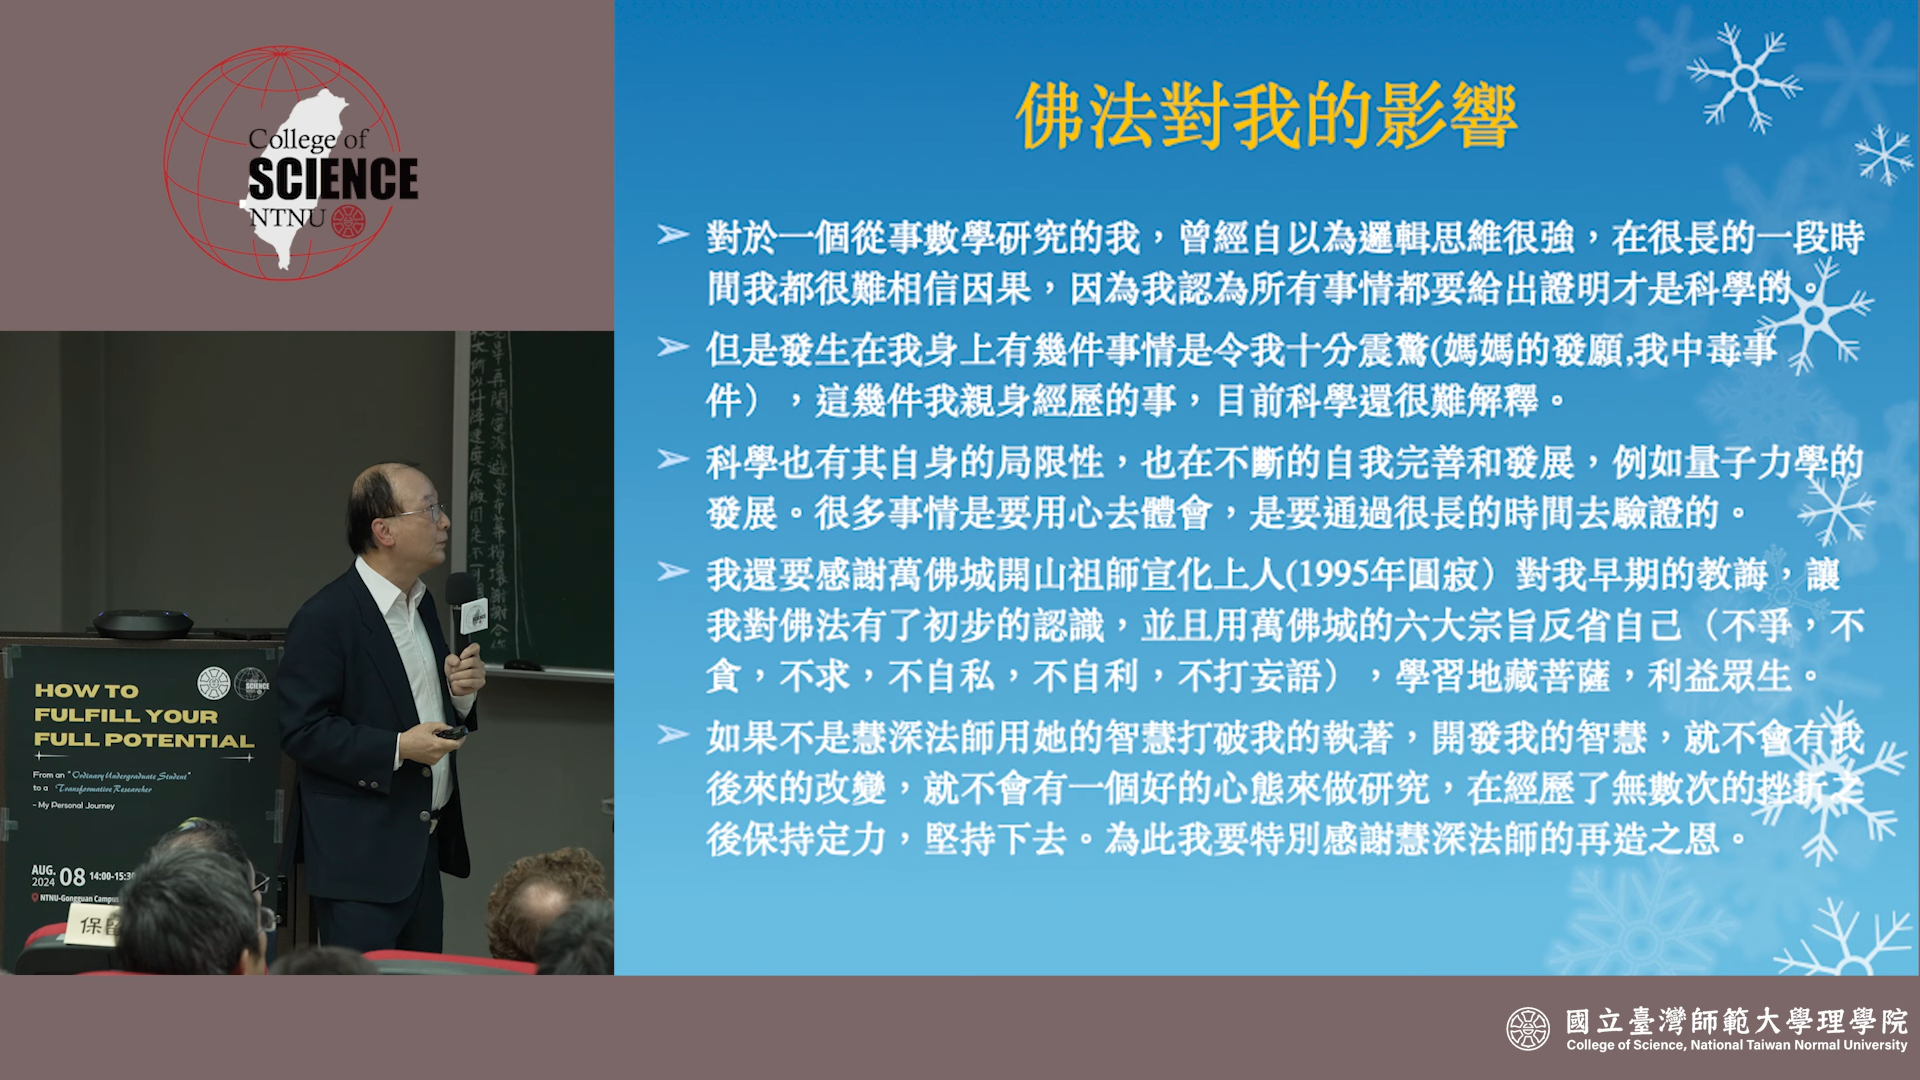 College of
SCIENCE
NTNU
佛法對我的影響
➢ 對於一個從事數學研究的我，曾經自以為邏輯思維很強，在很長的一段時
間我都很難相信因果，因為我認為所有事情都要給出證明才是科學的。
➢ 但是發生在我身上有幾件事情是令我十分震驚(媽媽的發願,我中毒事
件），這幾件我親身經歷的事，目前科學還很難解釋。
➢ 科學也有其自身的局限性，也在不斷的自我完善和發展，例如量子力學的
發展。很多事情是要用心去體會，是要通過很長的時間去驗證的。
➢ 我還要感謝萬佛城開山祖師宣化上人(1995年圓寂）對我早期的教誨，讓
我對佛法有了初步的認識，並且用萬佛城的六大宗旨反省自己（不爭，不
貪，不求，不自私，不自利，不打妄語），學習地藏菩薩，利益眾生。
➢ 如果不是慧深法師用她的智慧打破我的執著，開發我的智慧，就不會有我
後來的改變，就不會有一個好的心態來做研究，在經歷了無數次的挫折之
後保持定力，堅持下去。為此我要特別感謝慧深法師的再造之恩。
HOW TO
FULFILL YOUR
FULL POTENTIAL
From an "Ordinary Undergraduate Student"
to a Transformative Researcher
- My Personal Journey
AUG. 2024 08 14:00-15:30
NTNU-Gongguan Campus
保留
國立臺灣師範大學理學院
College of Science, National Taiwan Normal University